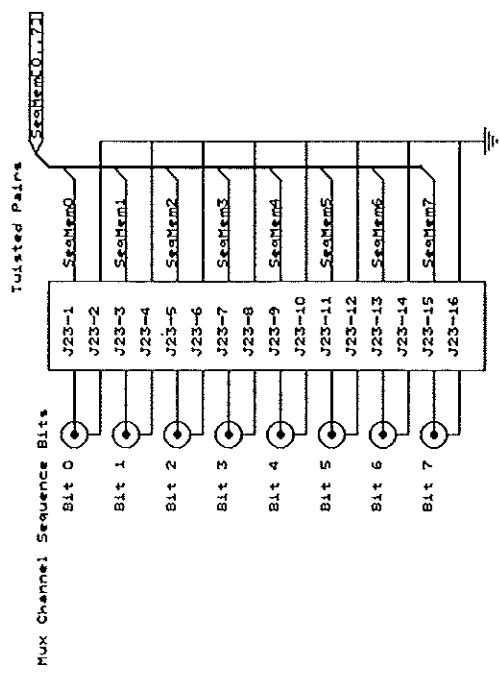 Twisted Pairs
Mux Channel Sequence Bits
SeqMem[0..7]
Bit 0 J23-1 SeqMem0
J23-2
Bit 1 J23-3 SeqMem1
J23-4
Bit 2 J23-5 SeqMem2
J23-6
Bit 3 J23-7 SeqMem3
J23-8
Bit 4 J23-9 SeqMem4
J23-10
Bit 5 J23-11 SeqMem5
J23-12
Bit 6 J23-13 SeqMem6
J23-14
Bit 7 J23-15 SeqMem7
J23-16